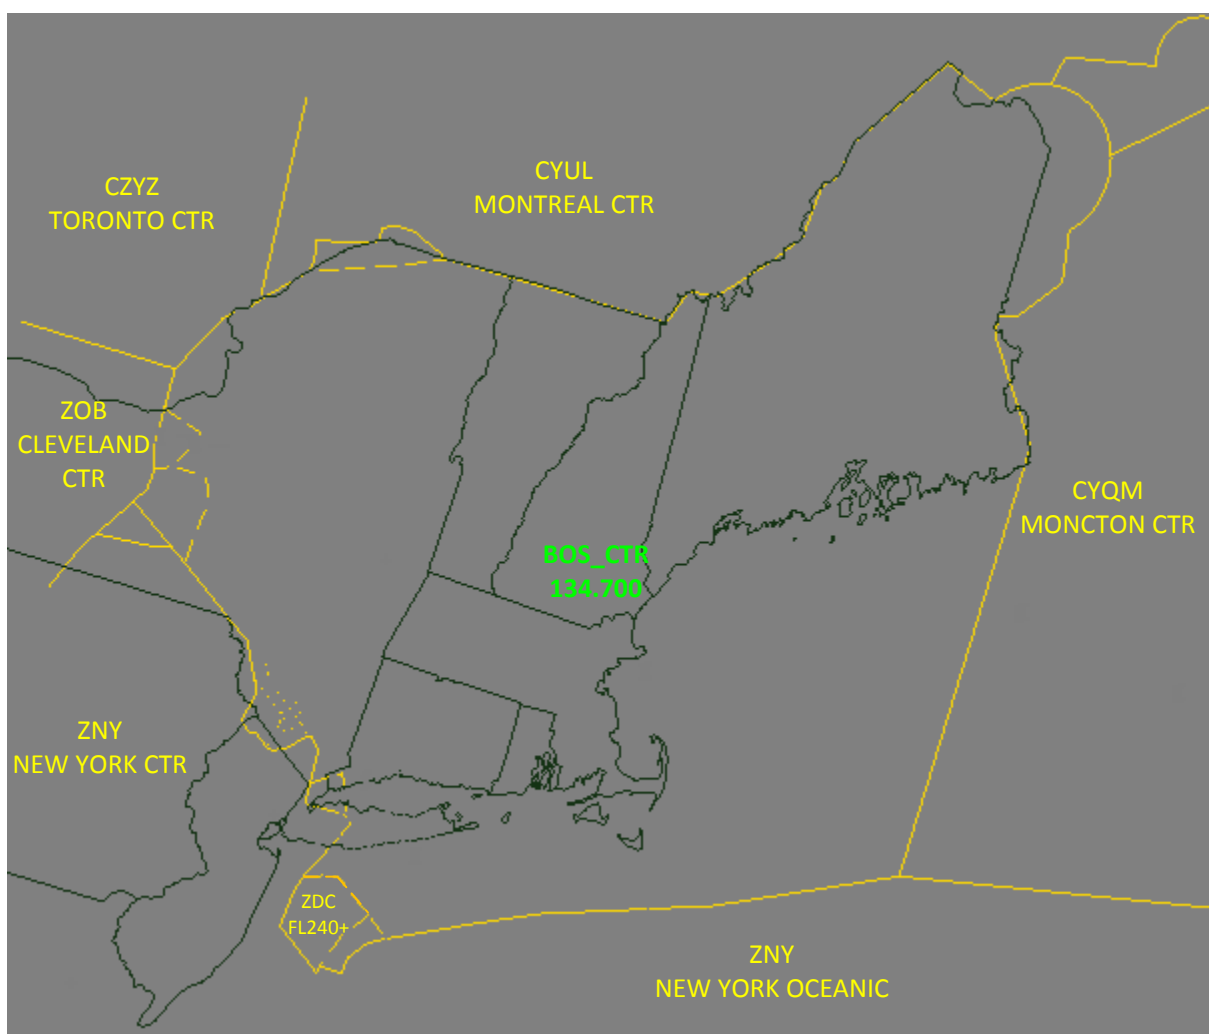 CZYZ
TORONTO CTR
CYUL
MONTREAL CTR
ZOB
CLEVELAND
CTR
CYQM
MONCTON CTR
BOS_CTR
134.700
ZNY
NEW YORK CTR
ZDC
FL240+
ZNY
NEW YORK OCEANIC